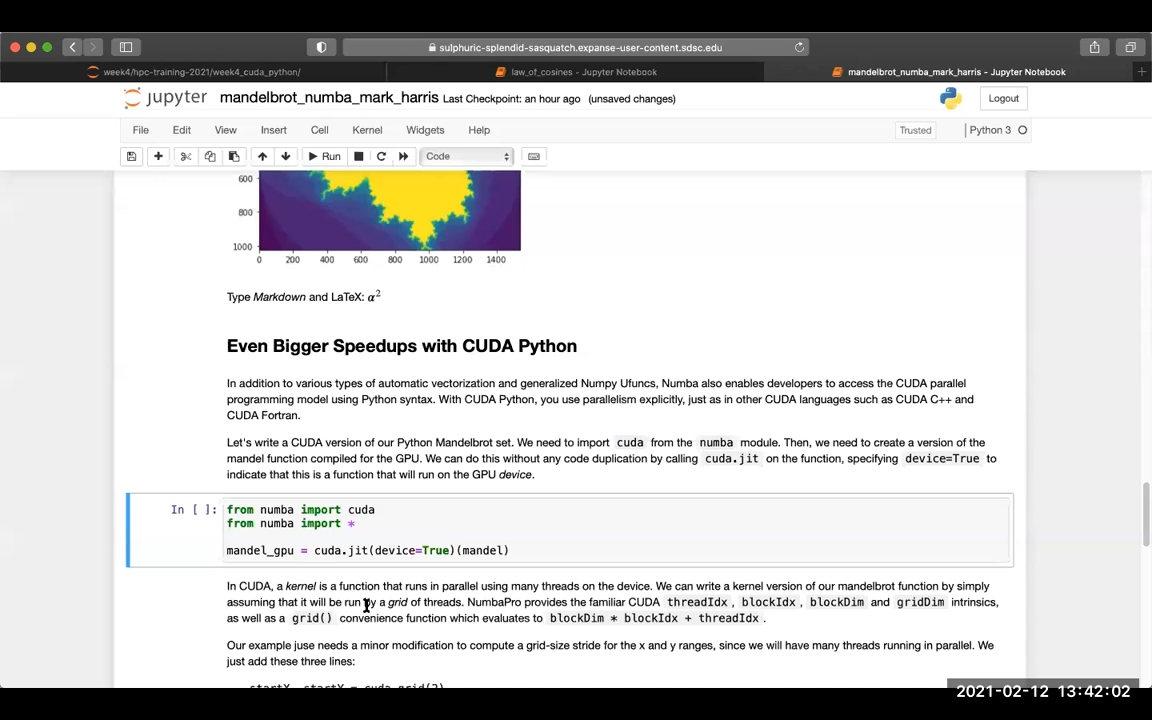 sulphuric-splendid-sasquatch.expanse-user-content.sdsc.edu
week4/hpc-training-2021/week4_cuda_python/
law_of_cosines - Jupyter Notebook
mandelbrot_numba_mark_harris - Jupyter Notebook
jupyter mandelbrot_numba_mark_harris Last Checkpoint: an hour ago (unsaved changes)
Logout
File Edit View Insert Cell Kernel Widgets Help
Trusted
Python 3
Run
Code
600
800
1000
0 200 400 600 800 1000 1200 1400
Type Markdown and LaTeX: α²
Even Bigger Speedups with CUDA Python
In addition to various types of automatic vectorization and generalized Numpy Ufuncs, Numba also enables developers to access the CUDA parallel
programming model using Python syntax. With CUDA Python, you use parallelism explicitly, just as in other CUDA languages such as CUDA C++ and
CUDA Fortran.
Let's write a CUDA version of our Python Mandelbrot set. We need to import cuda from the numba module. Then, we need to create a version of the
mandel function compiled for the GPU. We can do this without any code duplication by calling cuda.jit on the function, specifying device=True to
indicate that this is a function that will run on the GPU device.
In [ ]: from numba import cuda
from numba import *
mandel_gpu = cuda.jit(device=True)(mandel)
In CUDA, a kernel is a function that runs in parallel using many threads on the device. We can write a kernel version of our mandelbrot function by simply
assuming that it will be run by a grid of threads. NumbaPro provides the familiar CUDA threadIdx, blockIdx, blockDim and gridDim intrinsics,
as well as a grid() convenience function which evaluates to blockDim * blockIdx + threadIdx.
Our example juse needs a minor modification to compute a grid-size stride for the x and y ranges, since we will have many threads running in parallel. We
just add these three lines:
startX, startY = cuda.grid(2)
2021-02-12 13:42:02